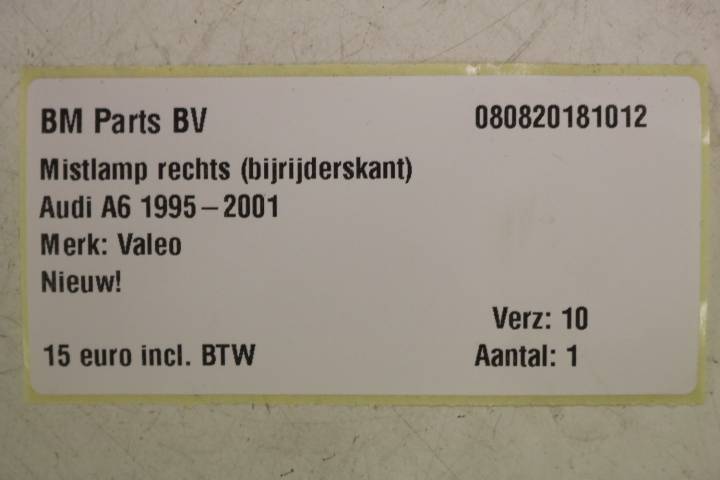 BM Parts BV 080820181012
Mistlamp rechts (bijrijderskant)
Audi A6 1995–2001
Merk: Valeo
Nieuw!
Verz: 10
15 euro incl. BTW Aantal: 1